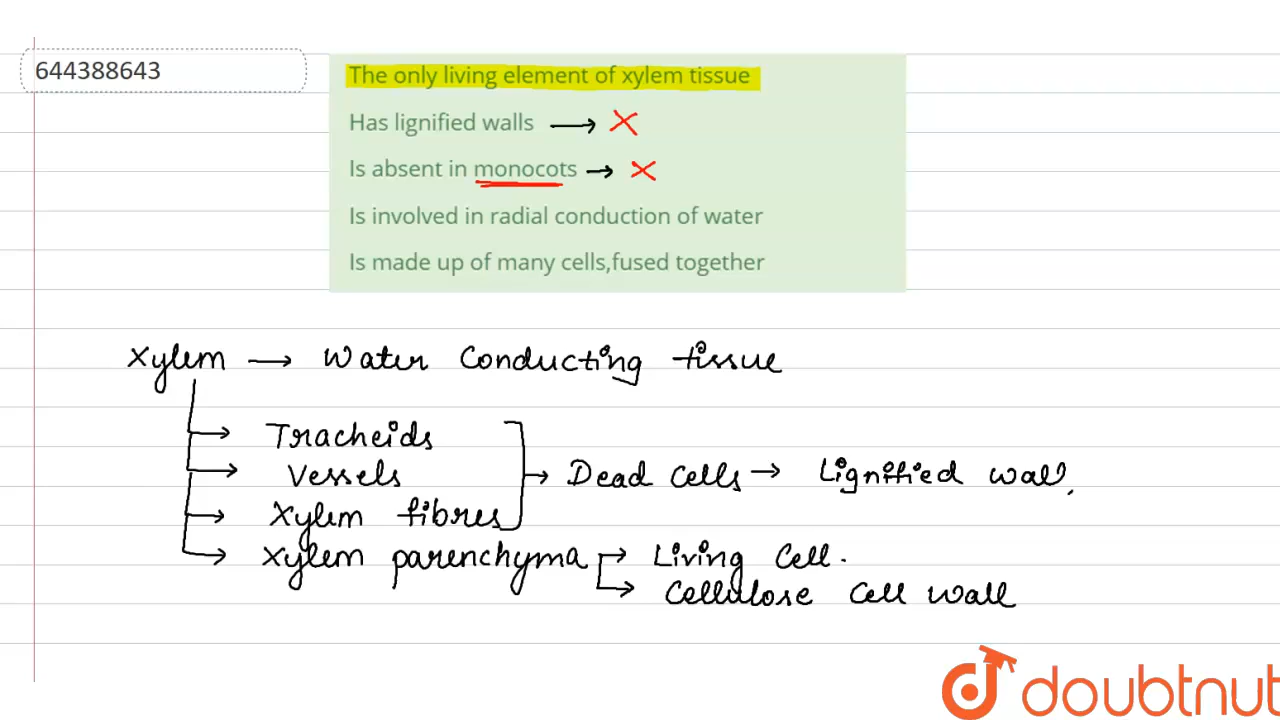 644388643
The only living element of xylem tissue
Has lignified walls → X
Is absent in monocots → X
Is involved in radial conduction of water
Is made up of many cells,fused together
Xylem → Water Conducting tissue
→ Tracheids
→ Vessels → Dead cells → Lignified wall,
→ Xylem fibres
→ Xylem parenchyma → Living Cell.
→ Cellulose Cell wall
doubtnut